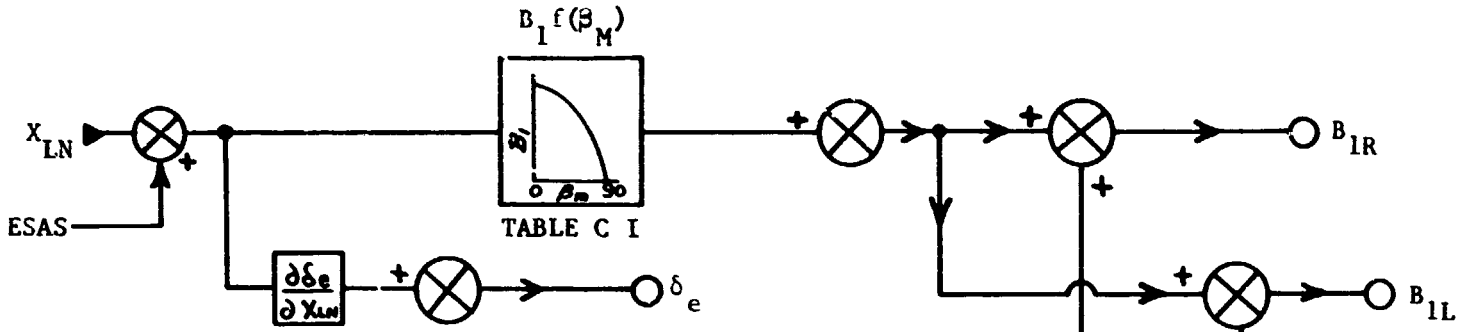 B1 f(βM)
XLN
+
ESAS
B1
0 βm 90
TABLE C I
+
+
B1R
+
∂δe
∂XLN
+
δe
+
B1L